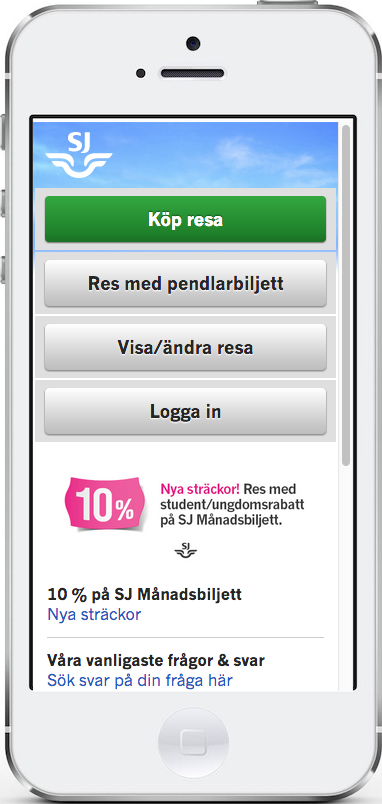 SJ
Köp resa
Res med pendlarbiljett
Visa/ändra resa
Logga in
10%
Nya sträckor! Res med
student/ungdomsrabatt
på SJ Månadsbiljett.
SJ
10 % på SJ Månadsbiljett
Nya sträckor
Våra vanligaste frågor & svar
Sök svar på din fråga här